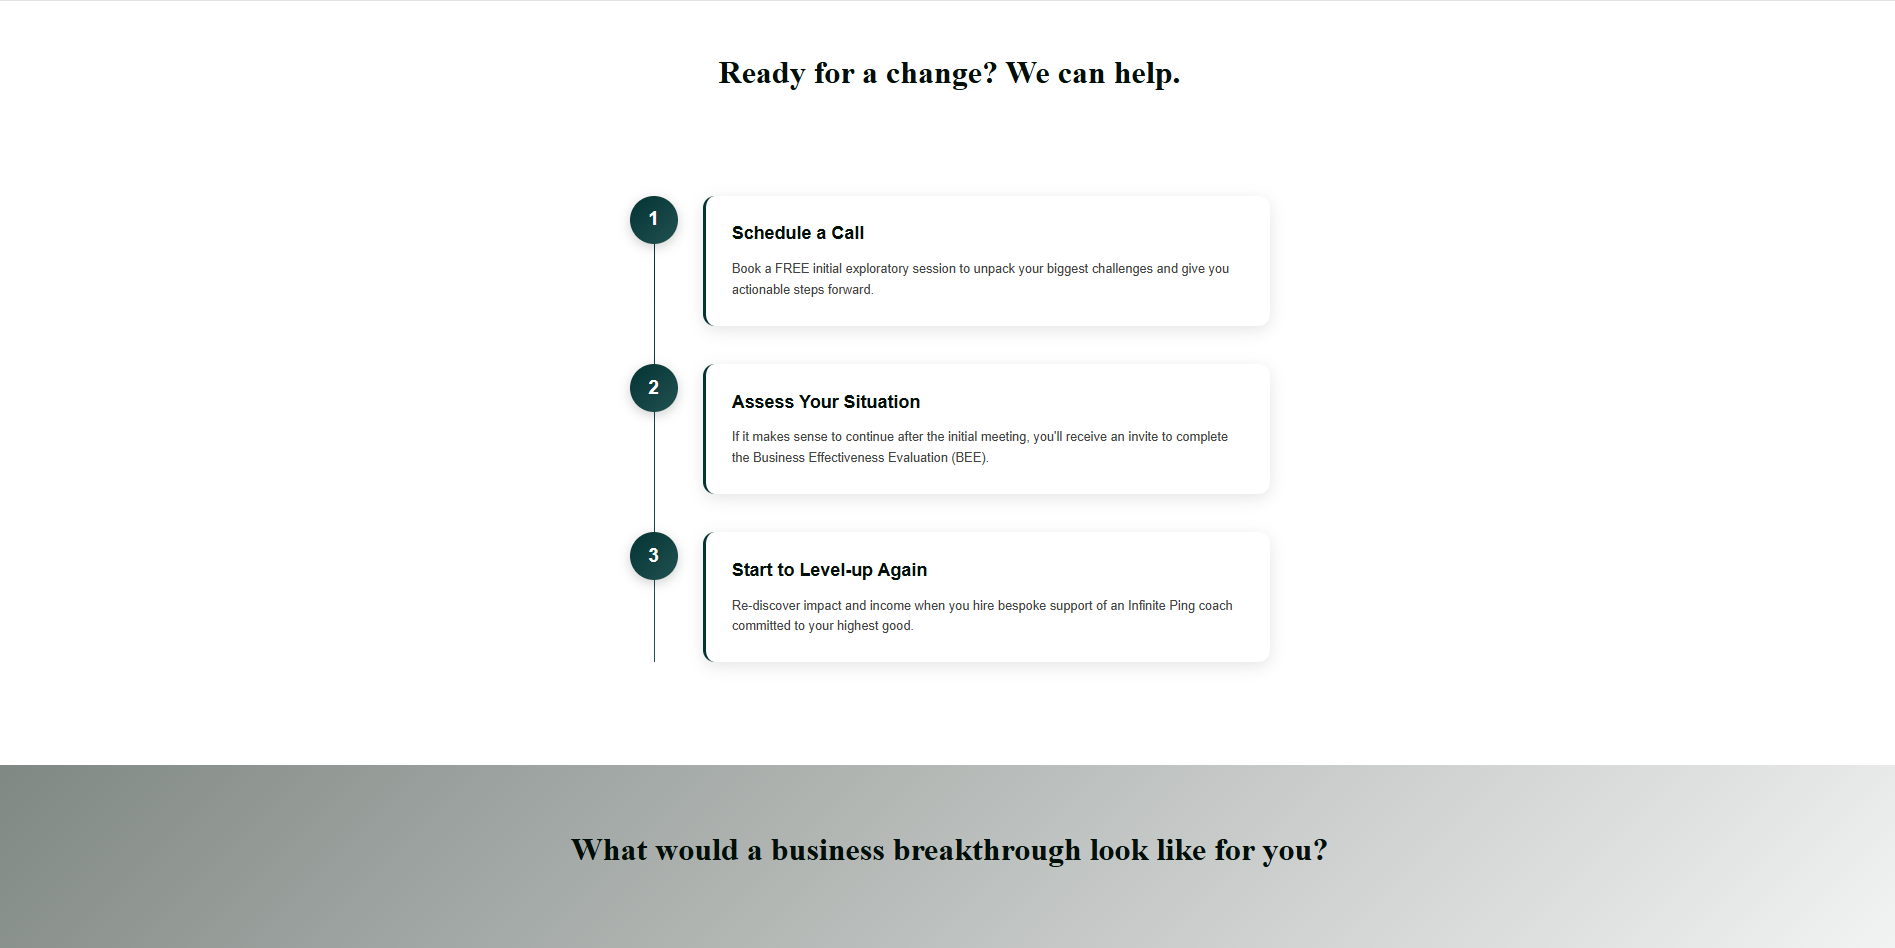 Ready for a change? We can help.
1
Schedule a Call
Book a FREE initial exploratory session to unpack your biggest challenges and give you
actionable steps forward.
2
Assess Your Situation
If it makes sense to continue after the initial meeting, you'll receive an invite to complete
the Business Effectiveness Evaluation (BEE).
3
Start to Level-up Again
Re-discover impact and income when you hire bespoke support of an Infinite Ping coach
committed to your highest good.
What would a business breakthrough look like for you?